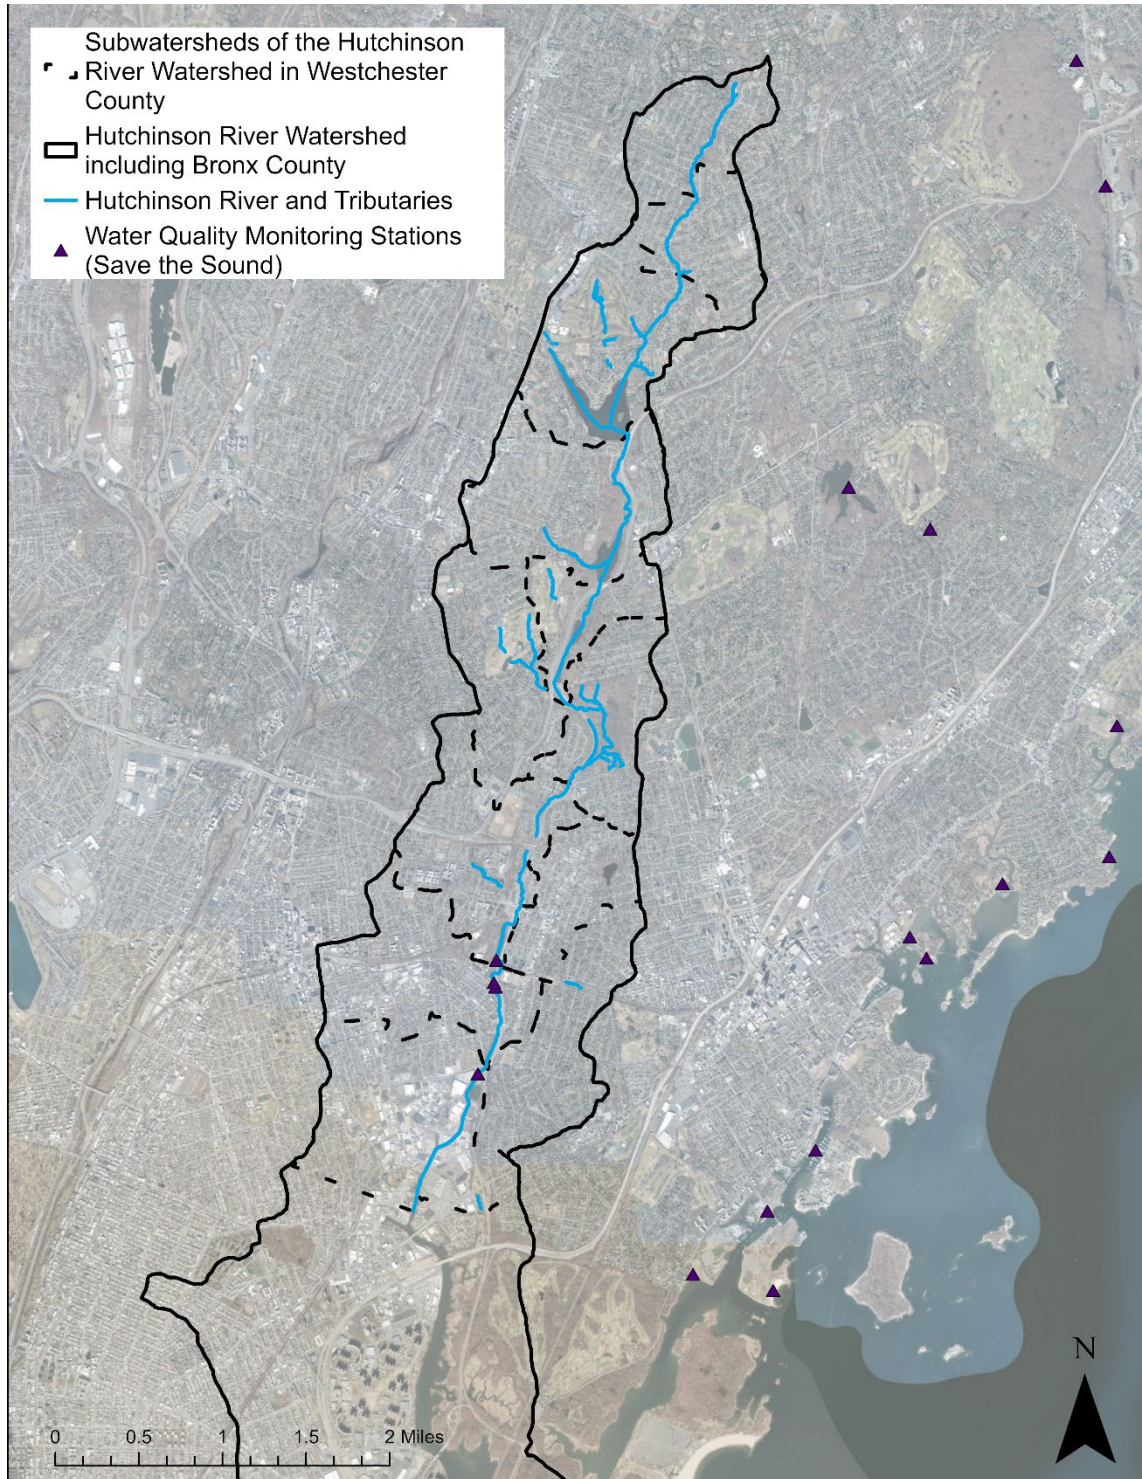 Subwatersheds of the Hutchinson
River Watershed in Westchester
County
Hutchinson River Watershed
including Bronx County
Hutchinson River and Tributaries
Water Quality Monitoring Stations
(Save the Sound)
N
0 0.5 1 1.5 2 Miles